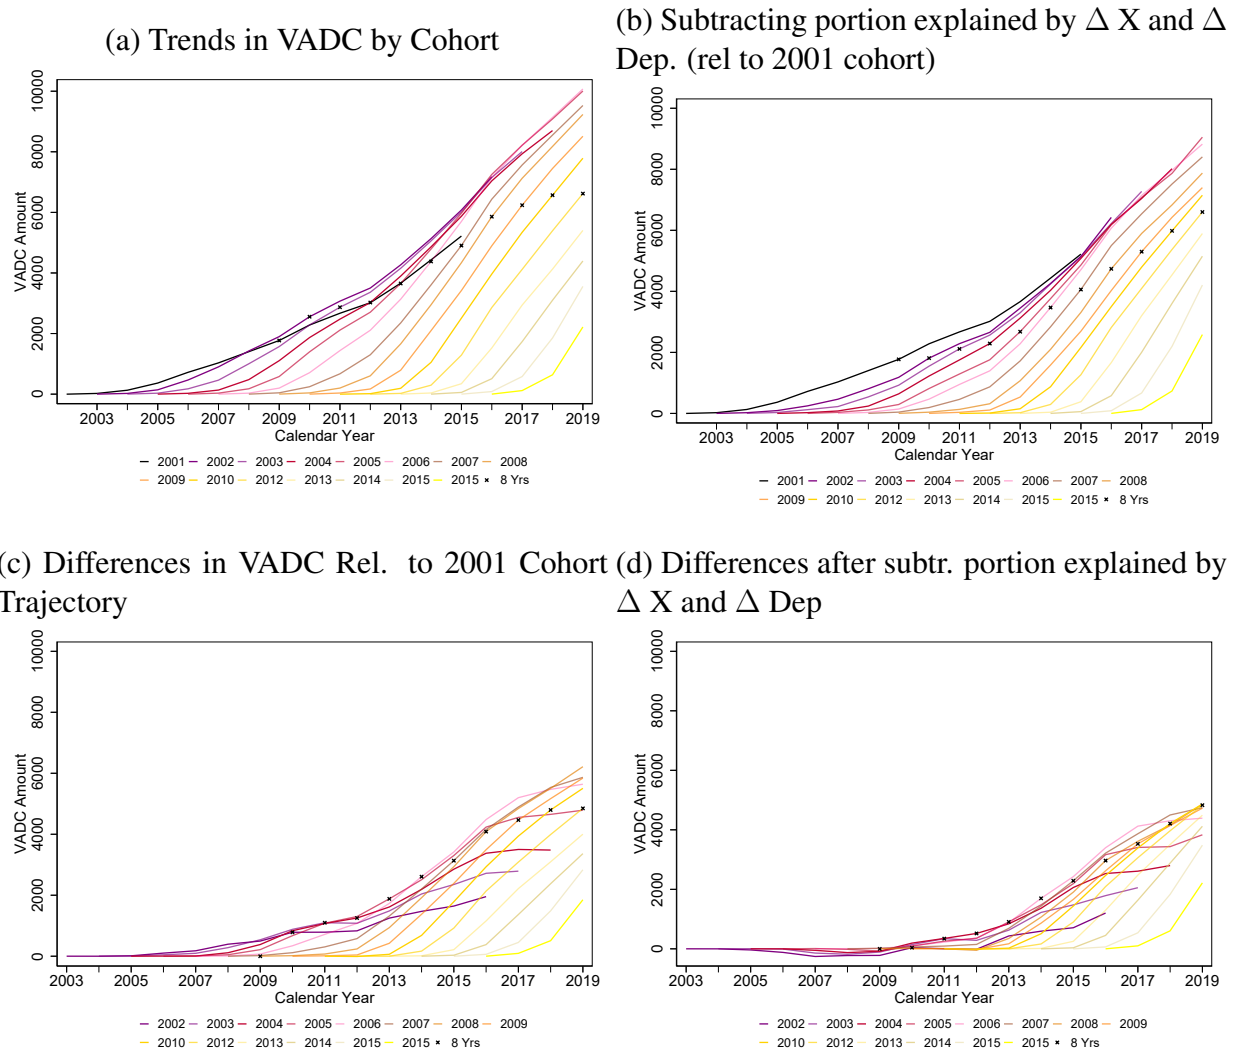 (a) Trends in VADC by Cohort
(b) Subtracting portion explained by Δ X and Δ
Dep. (rel to 2001 cohort)
VADC Amount
0 2000 4000 6000 8000 10000
2003 2005 2007 2009 2011 2013 2015 2017 2019
Calendar Year
2001 2002 2003 2004 2005 2006 2007 2008
2009 2010 2012 2013 2014 2015 2015 × 8 Yrs
VADC Amount
0 2000 4000 6000 8000 10000
2003 2005 2007 2009 2011 2013 2015 2017 2019
Calendar Year
2001 2002 2003 2004 2005 2006 2007 2008
2009 2010 2012 2013 2014 2015 2015 × 8 Yrs
(c) Differences in VADC Rel. to 2001 Cohort
Trajectory
(d) Differences after subtr. portion explained by
Δ X and Δ Dep
VADC Amount
0 2000 4000 6000 8000 10000
2003 2005 2007 2009 2011 2013 2015 2017 2019
Calendar Year
2002 2003 2004 2005 2006 2007 2008 2009
2010 2012 2013 2014 2015 2015 × 8 Yrs
VADC Amount
0 2000 4000 6000 8000 10000
2003 2005 2007 2009 2011 2013 2015 2017 2019
Calendar Year
2002 2003 2004 2005 2006 2007 2008 2009
2010 2012 2013 2014 2015 2015 × 8 Yrs